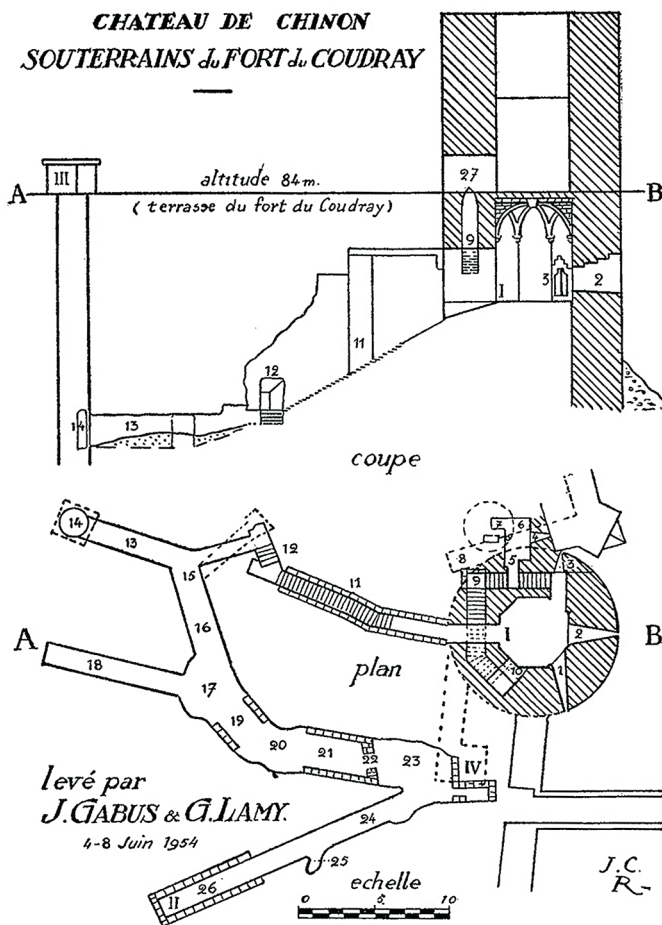 CHATEAU DE CHINON
SOUTERRAINS du FORT du COUDRAY
III
A
altitude 84 m.
B
( terrasse du fort du Coudray )
27
9
I
3
2
11
12
14
13
coupe
14
13
12
15
11
7
6
4
8
5
3
9
A
16
I
2
B
18
plan
10
1
17
19
20
21
22
23
IV
levé par
J. GABUS & G. LAMY.
4-8 Juin 1954
24
25
26
II
echelle
0 5 10
J.C.
R-